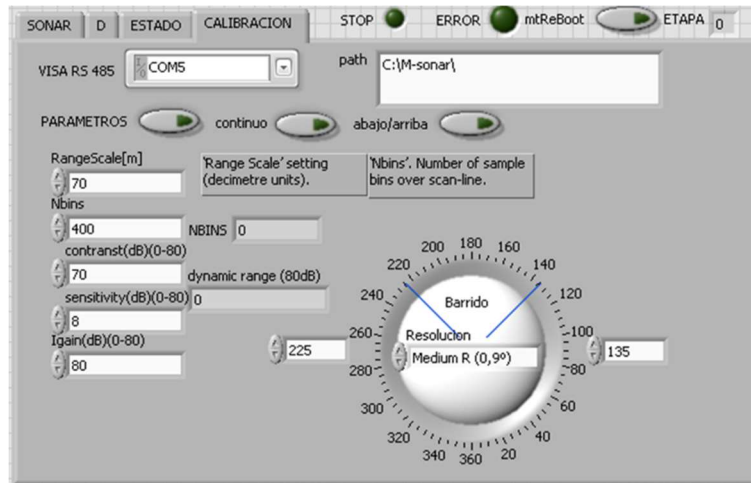 SONAR D ESTADO CALIBRACION STOP ERROR mtReBoot ETAPA 0
VISA RS 485 COM5 path C:\M-sonar\
PARAMETROS continuo abajo/arriba
RangeScale[m]
70
'Range Scale' setting
(decimetre units).
'Nbins'. Number of sample
bins over scan-line.
Nbins
400
NBINS 0
contranst(dB)(0-80)
70
dynamic range (80dB)
0
sensitivity(dB)(0-80)
8
Igain(dB)(0-80)
80
225
Barrido
Resolucion
Medium R (0,9º)
135
200 180 160
220 140
240 120
260 100
280 80
300 60
320 40
340 360 20